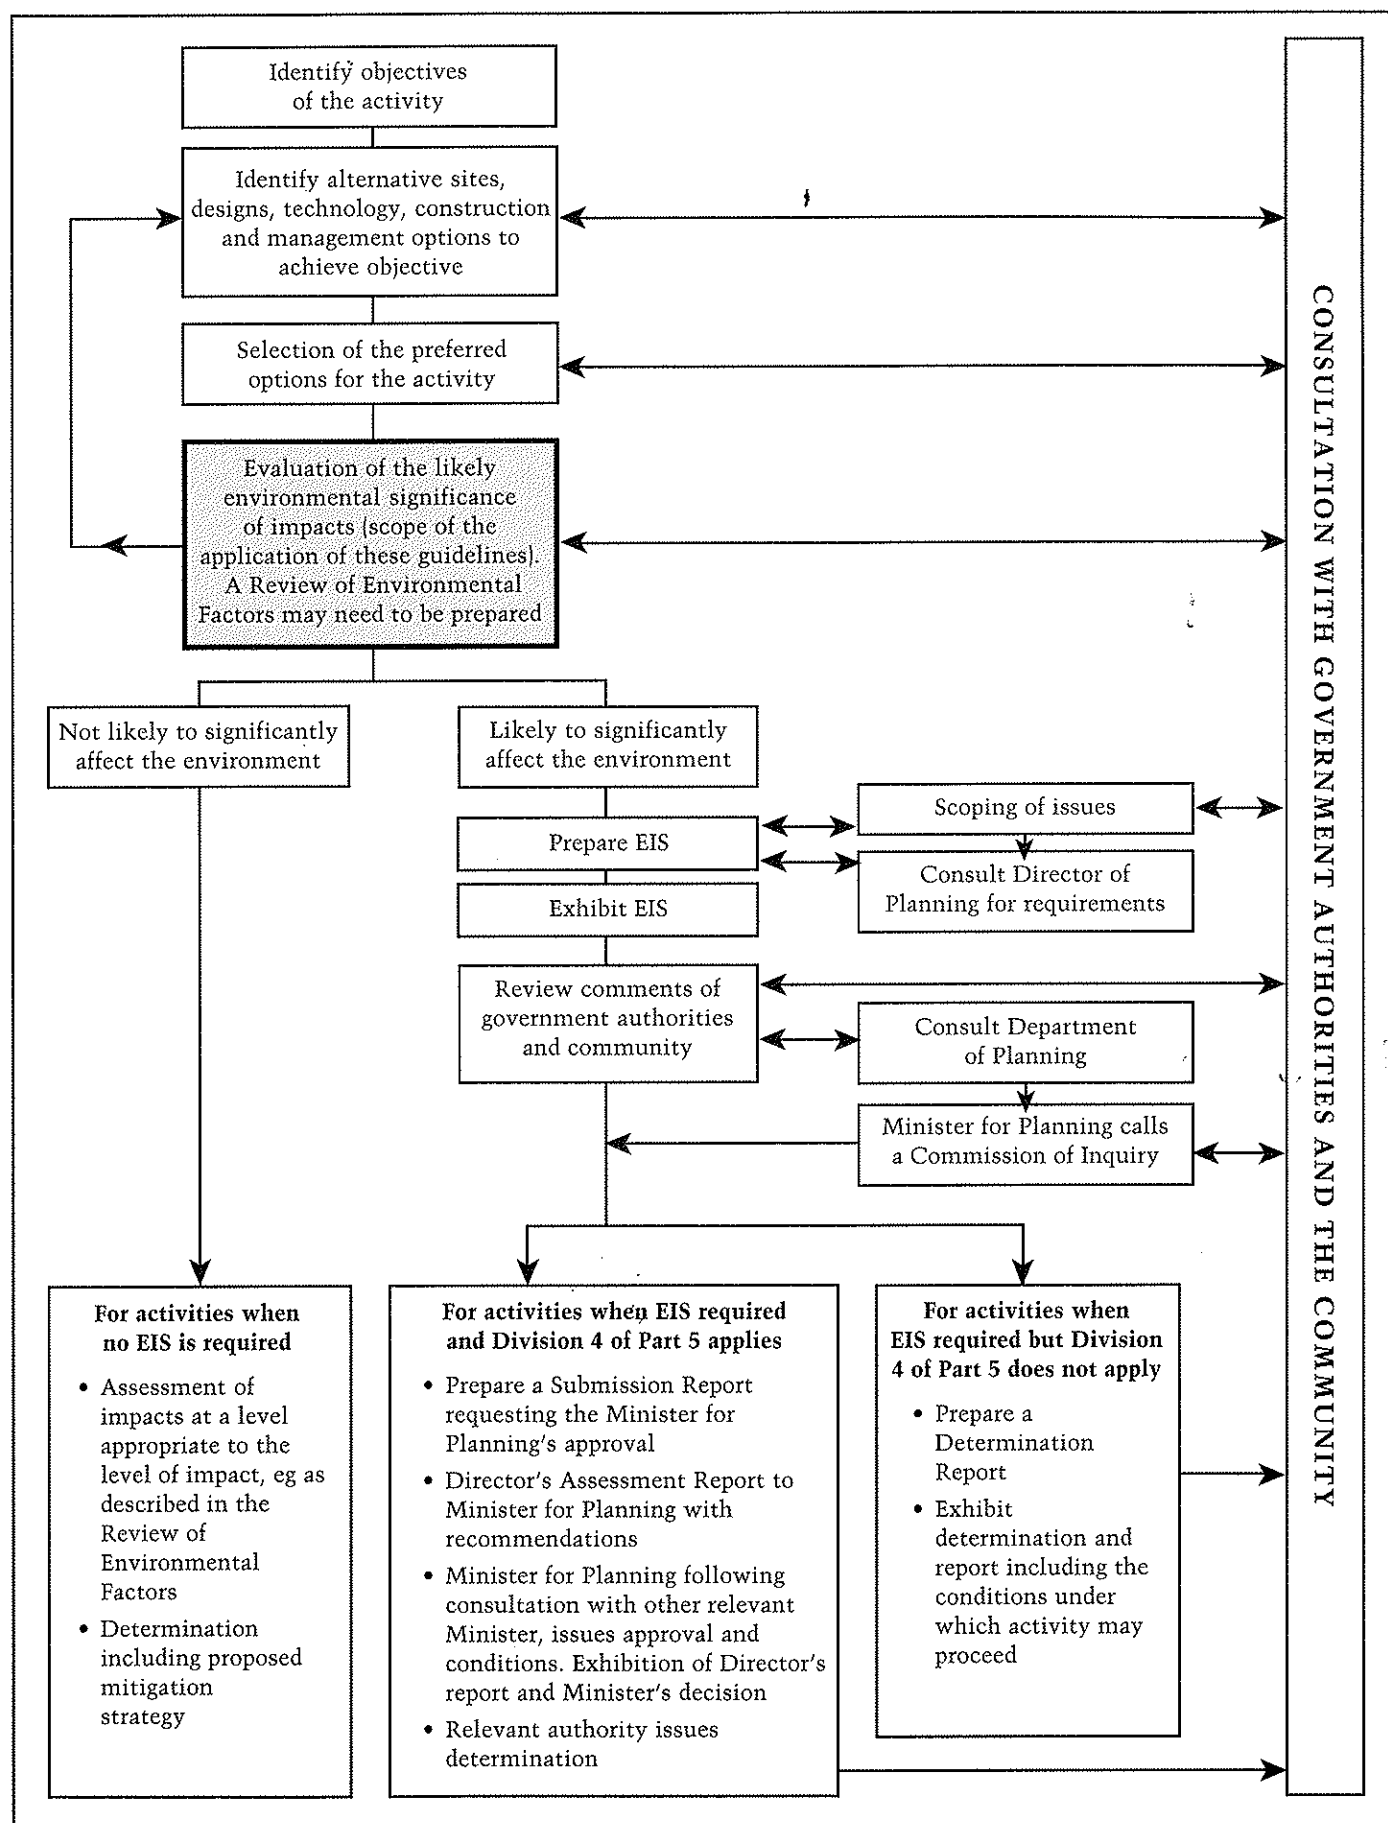 Identify objectives
of the activity
Identify alternative sites,
designs, technology, construction
and management options to
achieve objective
Selection of the preferred
options for the activity
Evaluation of the likely
environmental significance
of impacts (scope of the
application of these guidelines).
A Review of Environmental
Factors may need to be prepared
Not likely to significantly
affect the environment
Likely to significantly
affect the environment
Prepare EIS
Scoping of issues
Consult Director of
Planning for requirements
Exhibit EIS
Review comments of
government authorities
and community
Consult Department
of Planning
Minister for Planning calls
a Commission of Inquiry
For activities when
no EIS is required
• Assessment of
impacts at a level
appropriate to the
level of impact, eg as
described in the
Review of
Environmental
Factors
• Determination
including proposed
mitigation
strategy
For activities when EIS required
and Division 4 of Part 5 applies
• Prepare a Submission Report
requesting the Minister for
Planning's approval
• Director's Assessment Report to
Minister for Planning with
recommendations
• Minister for Planning following
consultation with other relevant
Minister, issues approval and
conditions. Exhibition of Director's
report and Minister's decision
• Relevant authority issues
determination
For activities when
EIS required but Division
4 of Part 5 does not apply
• Prepare a
Determination
Report
• Exhibit
determination and
report including the
conditions under
which activity may
proceed
CONSULTATION WITH GOVERNMENT AUTHORITIES AND THE COMMUNITY